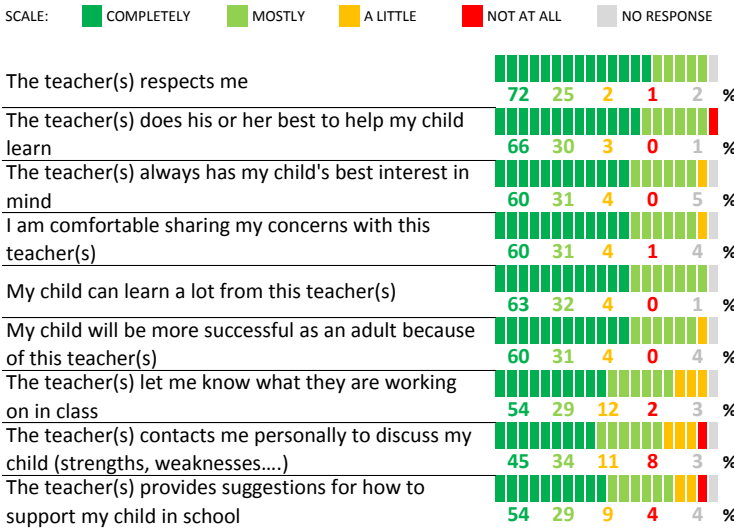 SCALE: COMPLETELY MOSTLY A LITTLE NOT AT ALL NO RESPONSE
The teacher(s) respects me
72 25 2 1 2 %
The teacher(s) does his or her best to help my child
learn
66 30 3 0 1 %
The teacher(s) always has my child's best interest in
mind
60 31 4 0 5 %
I am comfortable sharing my concerns with this
teacher(s)
60 31 4 1 4 %
My child can learn a lot from this teacher(s)
63 32 4 0 1 %
My child will be more successful as an adult because
of this teacher(s)
60 31 4 0 4 %
The teacher(s) let me know what they are working
on in class
54 29 12 2 3 %
The teacher(s) contacts me personally to discuss my
child (strengths, weaknesses....)
45 34 11 8 3 %
The teacher(s) provides suggestions for how to
support my child in school
54 29 9 4 4 %